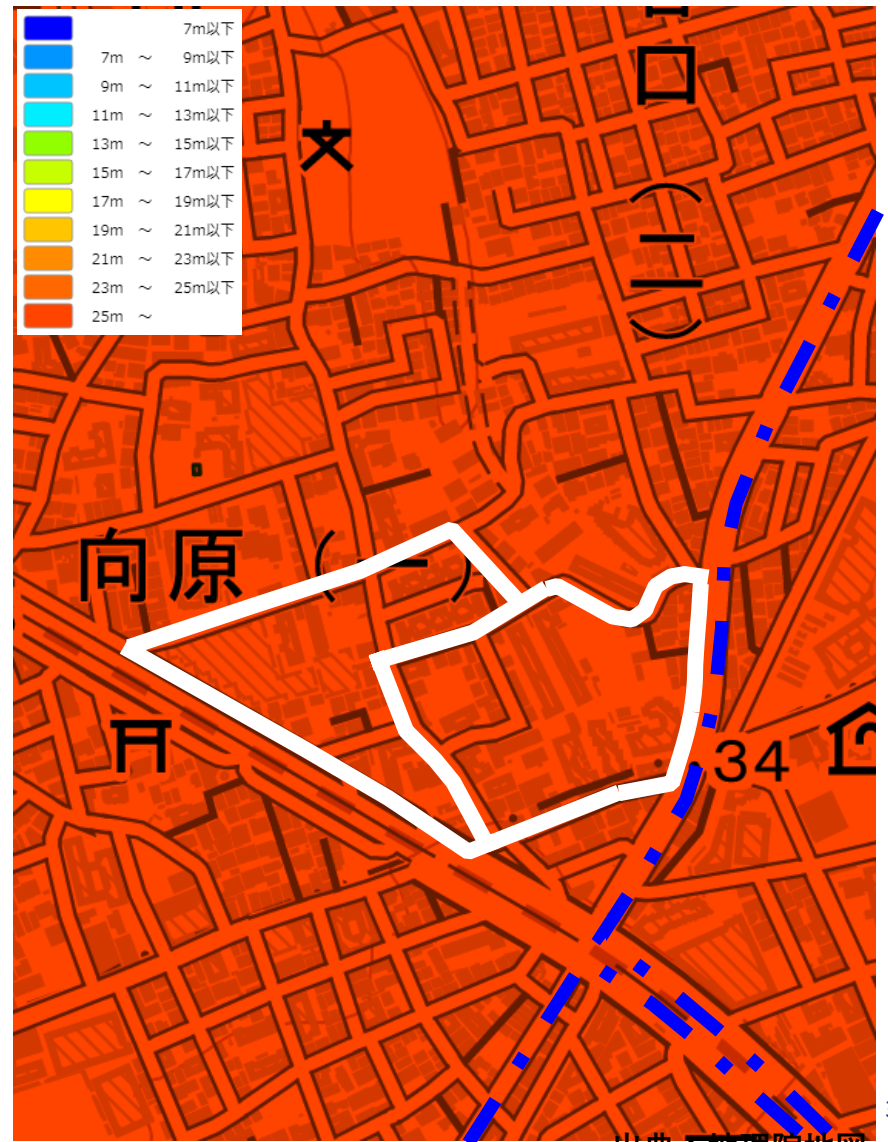 7m以下
7m ～ 9m以下
9m ～ 11m以下
11m ～ 13m以下
13m ～ 15m以下
15m ～ 17m以下
17m ～ 19m以下
19m ～ 21m以下
21m ～ 23m以下
23m ～ 25m以下
25m ～
口(二)
向原(一)
34